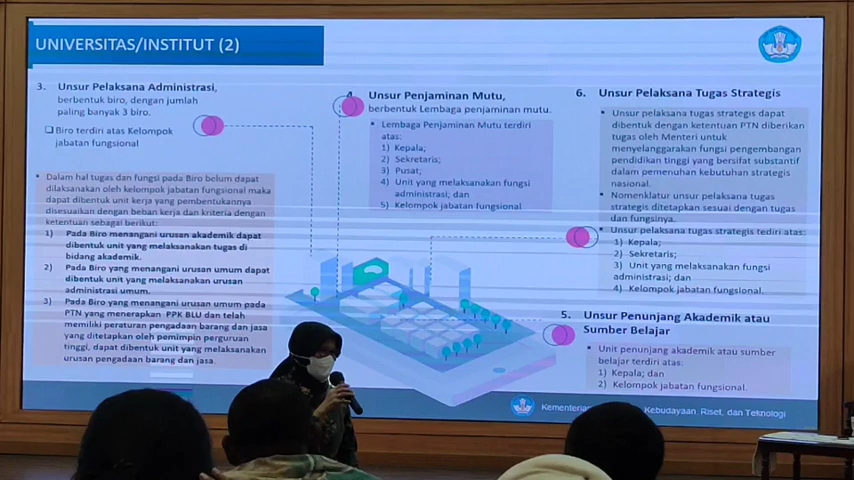 UNIVERSITAS/INSTITUT (2)
3. Unsur Pelaksana Administrasi,
berbentuk biro, dengan jumlah
paling banyak 3 biro.
❑ Biro terdiri atas Kelompok
jabatan fungsional
• Dalam hal tugas dan fungsi pada Biro belum dapat
dilaksanakan oleh kelompok jabatan fungsional maka
dapat dibentuk unit kerja yang pembentukannya
disesuaikan dengan beban kerja dan kriteria dengan
ketentuan sebagai berikut:
1) Pada Biro menangani urusan akademik dapat
dibentuk unit yang melaksanakan tugas di
bidang akademik.
2) Pada Biro yang menangani urusan umum dapat
dibentuk unit yang melaksanakan urusan
administrasi umum.
3) Pada Biro yang menangani urusan umum pada
PTN yang menerapkan PPK BLU dan telah
memiliki peraturan pengadaan barang dan jasa
yang ditetapkan oleh pemimpin perguruan
tinggi, dapat dibentuk unit yang melaksanakan
urusan pengadaan barang dan jasa.
4. Unsur Penjaminan Mutu,
berbentuk Lembaga penjaminan mutu.
• Lembaga Penjaminan Mutu terdiri
atas:
1) Kepala;
2) Sekretaris;
3) Pusat;
4) Unit yang melaksanakan fungsi
administrasi; dan
5) Kelompok jabatan fungsional
6. Unsur Pelaksana Tugas Strategis
• Unsur pelaksana tugas strategis dapat
dibentuk dengan ketentuan PTN diberikan
tugas oleh Menteri untuk
menyelenggarakan fungsi pengembangan
pendidikan tinggi yang bersifat substantif
dalam pemenuhan kebutuhan strategis
nasional.
• Nomenklatur unsur pelaksana tugas
strategis ditetapkan sesuai dengan tugas
dan fungsinya.
• Unsur pelaksana tugas strategis tediri atas:
1) Kepala;
2) Sekretaris;
3) Unit yang melaksanakan fungsi
administrasi; dan
4) Kelompok jabatan fungsional.
5. Unsur Penunjang Akademik atau
Sumber Belajar
• Unit penunjang akademik atau sumber
belajar terdiri atas:
1) Kepala; dan
2) Kelompok jabatan fungsional.
Kebudayaan, Riset, dan Teknologi